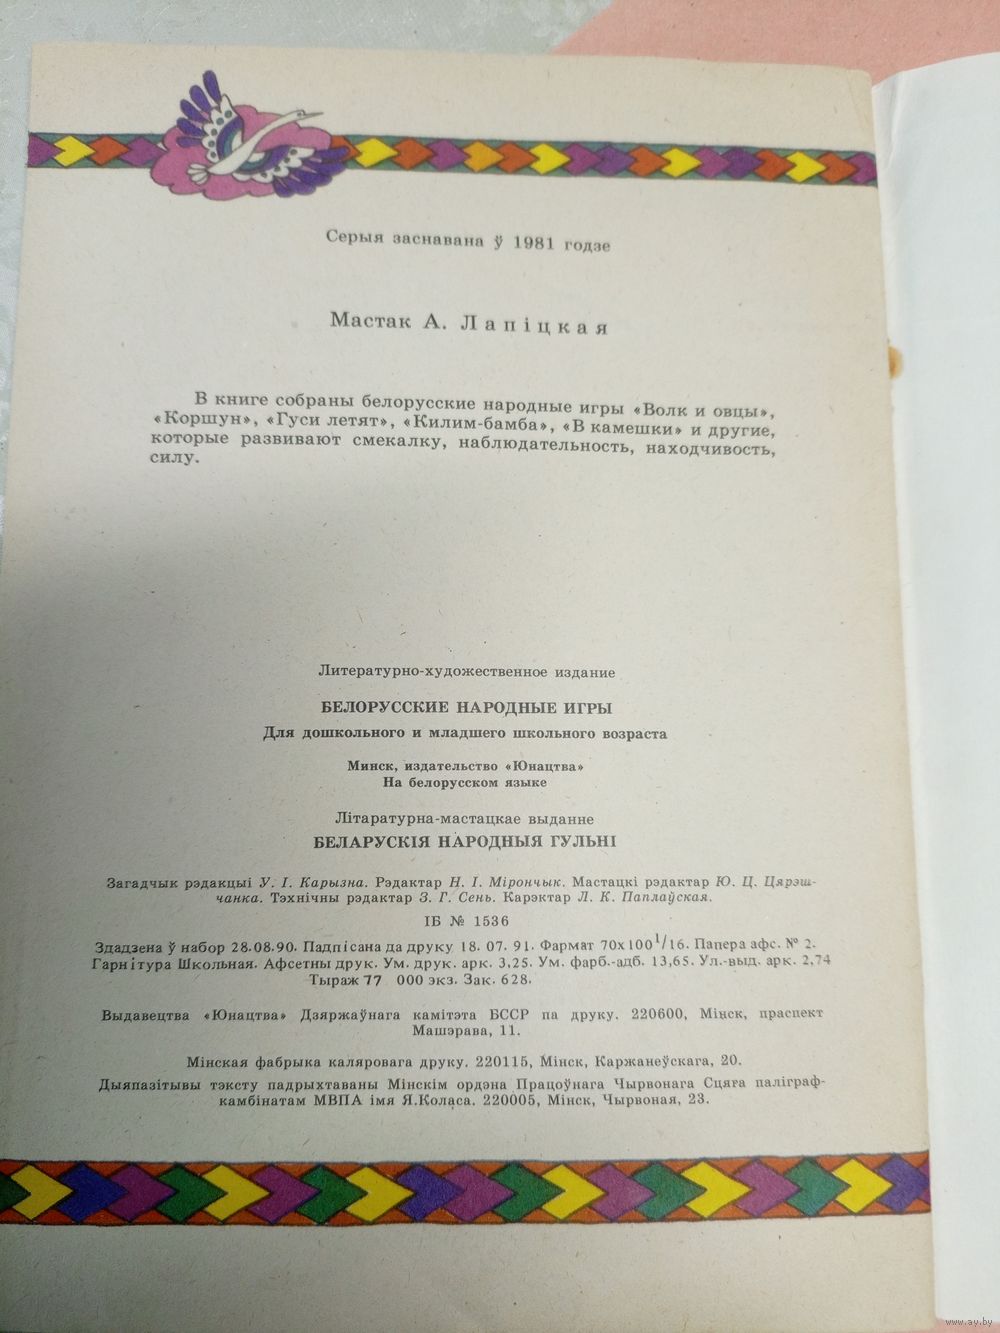 Серыя заснавана ў 1981 годзе
Мастак А. Лапіцкая
В книге собраны белорусские народные игры «Волк и овцы»,
«Коршун», «Гуси летят», «Килим-бамба», «В камешки» и другие,
которые развивают смекалку, наблюдательность, находчивость,
силу.
Литературно-художественное издание
БЕЛОРУССКИЕ НАРОДНЫЕ ИГРЫ
Для дошкольного и младшего школьного возраста
Минск, издательство «Юнацтва»
На белорусском языке
Літаратурна-мастацкае выданне
БЕЛАРУСКІЯ НАРОДНЫЯ ГУЛЬНІ
Загадчык рэдакцыі У. І. Карызна. Рэдактар Н. І. Мірончык. Мастацкі рэдактар Ю. Ц. Цярэш-
чанка. Тэхнічны рэдактар З. Г. Сень. Карэктар Л. К. Паплаўская.
ІБ № 1536
Здадзена ў набор 28.08.90. Падпісана да друку 18. 07. 91. Фармат 70х100 1/16. Папера афс. № 2.
Гарнітура Школьная. Афсетны друк. Ум. друк. арк. 3,25. Ум. фарб.-адб. 13,65. Ул.-выд. арк. 2,74
Тыраж 77 000 экз. Зак. 628.
Выдавецтва «Юнацтва» Дзяржаўнага камітэта БССР па друку. 220600, Мінск, праспект
Машэрава, 11.
Мінская фабрыка каляровага друку. 220115, Мінск, Каржанеўскага, 20.
Дыяпазітывы тэксту падрыхтаваны Мінскім ордэна Працоўнага Чырвонага Сцяга паліграф-
камбінатам МВПА імя Я.Коласа. 220005, Мінск, Чырвоная, 23.
www.ay.by